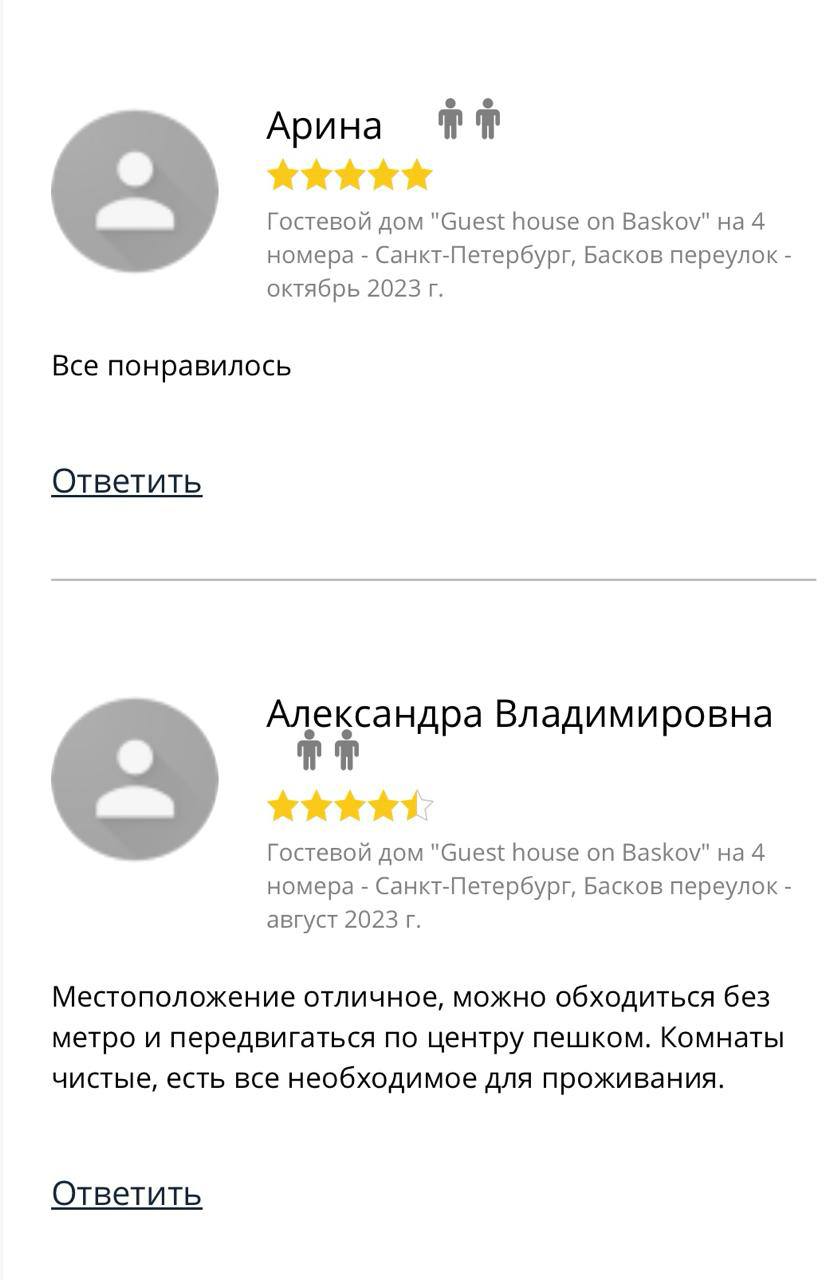 Арина
Гостевой дом "Guest house on Baskov" на 4
номера - Санкт-Петербург, Басков переулок -
октябрь 2023 г.
Все понравилось
Ответить
Александра Владимировна
Гостевой дом "Guest house on Baskov" на 4
номера - Санкт-Петербург, Басков переулок -
август 2023 г.
Местоположение отличное, можно обходиться без
метро и передвигаться по центру пешком. Комнаты
чистые, есть все необходимое для проживания.
Ответить